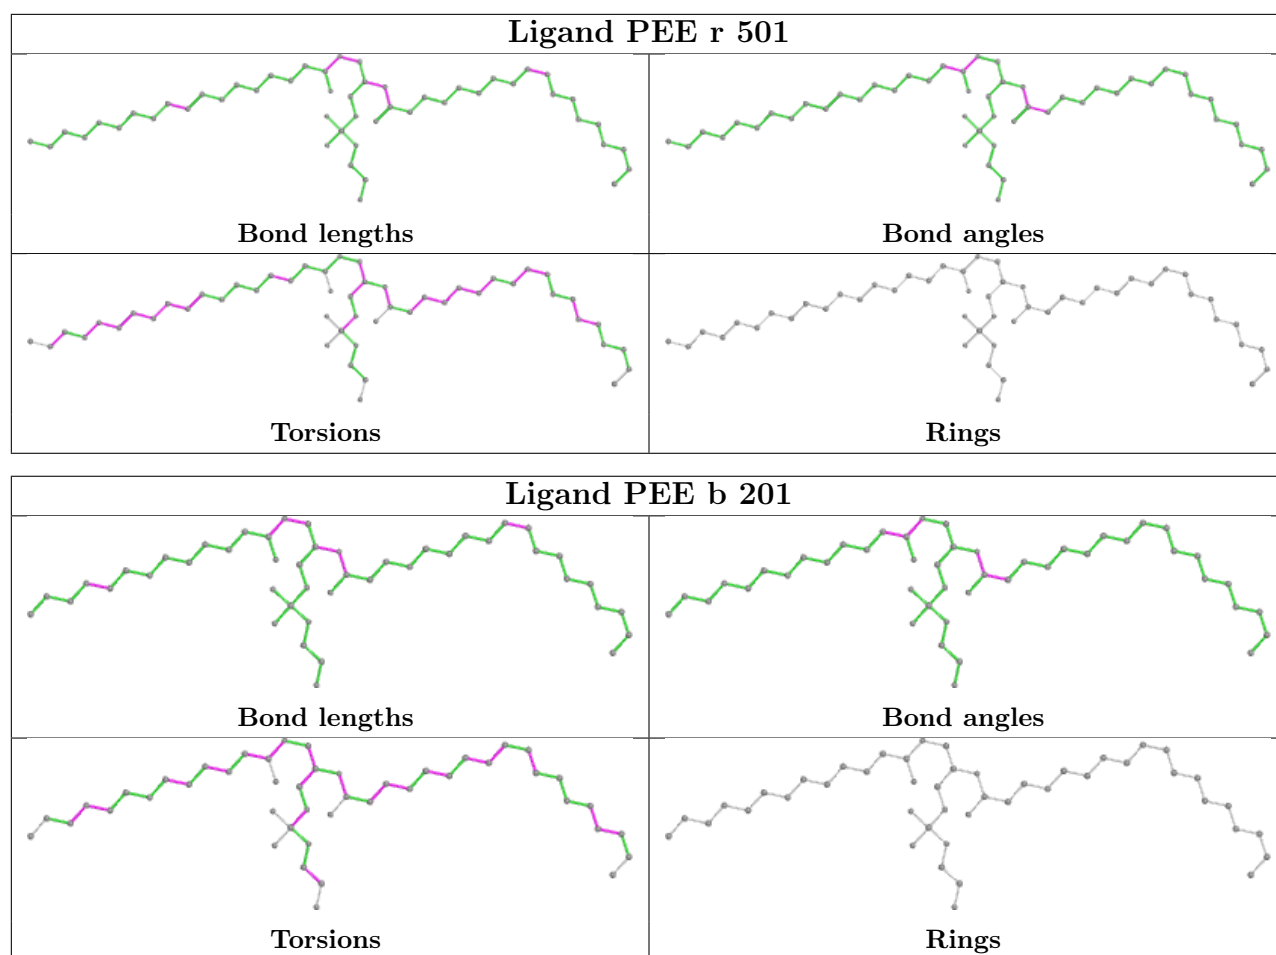 Ligand PEE r 501
Bond lengths
Bond angles
Torsions
Rings
Ligand PEE b 201
Bond lengths
Bond angles
Torsions
Rings